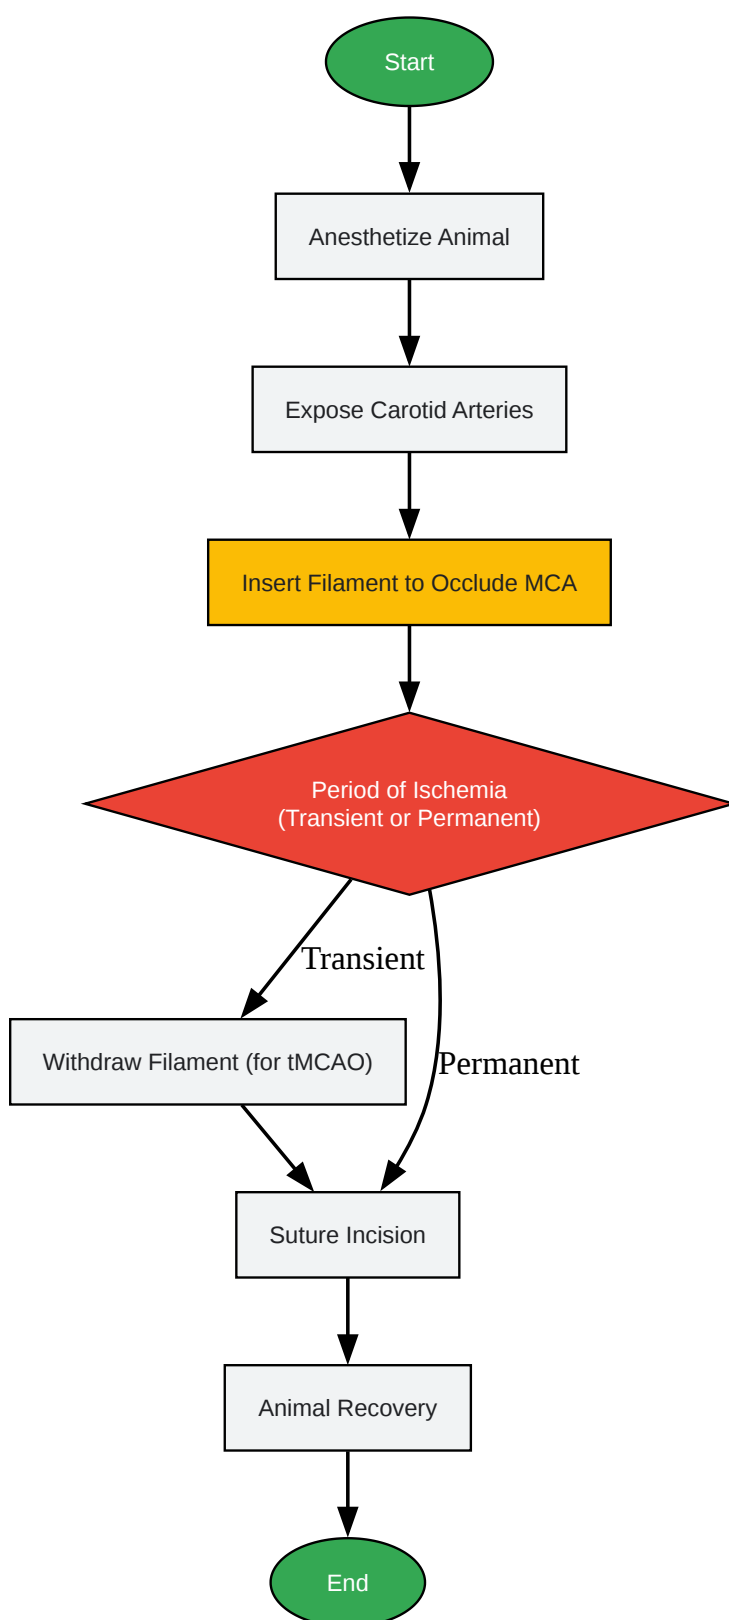 Start
Anesthetize Animal
Expose Carotid Arteries
Insert Filament to Occlude MCA
Period of Ischemia
(Transient or Permanent)
Transient
Withdraw Filament (for tMCAO)
Permanent
Suture Incision
Animal Recovery
End